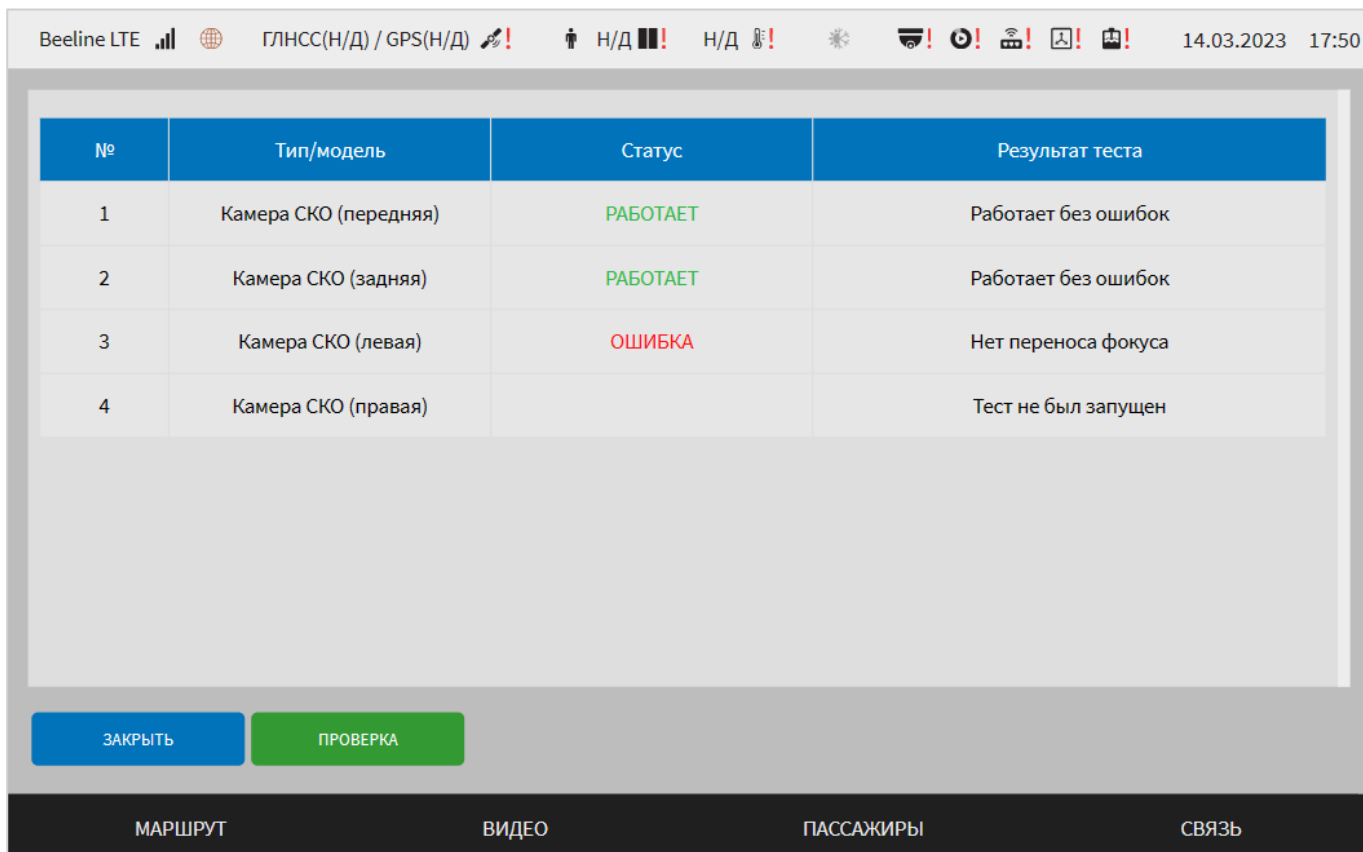 Beeline LTE ГЛНСС(Н/Д) / GPS(Н/Д) ! Н/Д ! Н/Д ! ! ! ! ! ! 14.03.2023 17:50
№ Тип/модель Статус Результат теста
1 Камера СКО (передняя) РАБОТАЕТ Работает без ошибок
2 Камера СКО (задняя) РАБОТАЕТ Работает без ошибок
3 Камера СКО (левая) ОШИБКА Нет переноса фокуса
4 Камера СКО (правая) Тест не был запущен
ЗАКРЫТЬ ПРОВЕРКА
МАРШРУТ ВИДЕО ПАССАЖИРЫ СВЯЗЬ